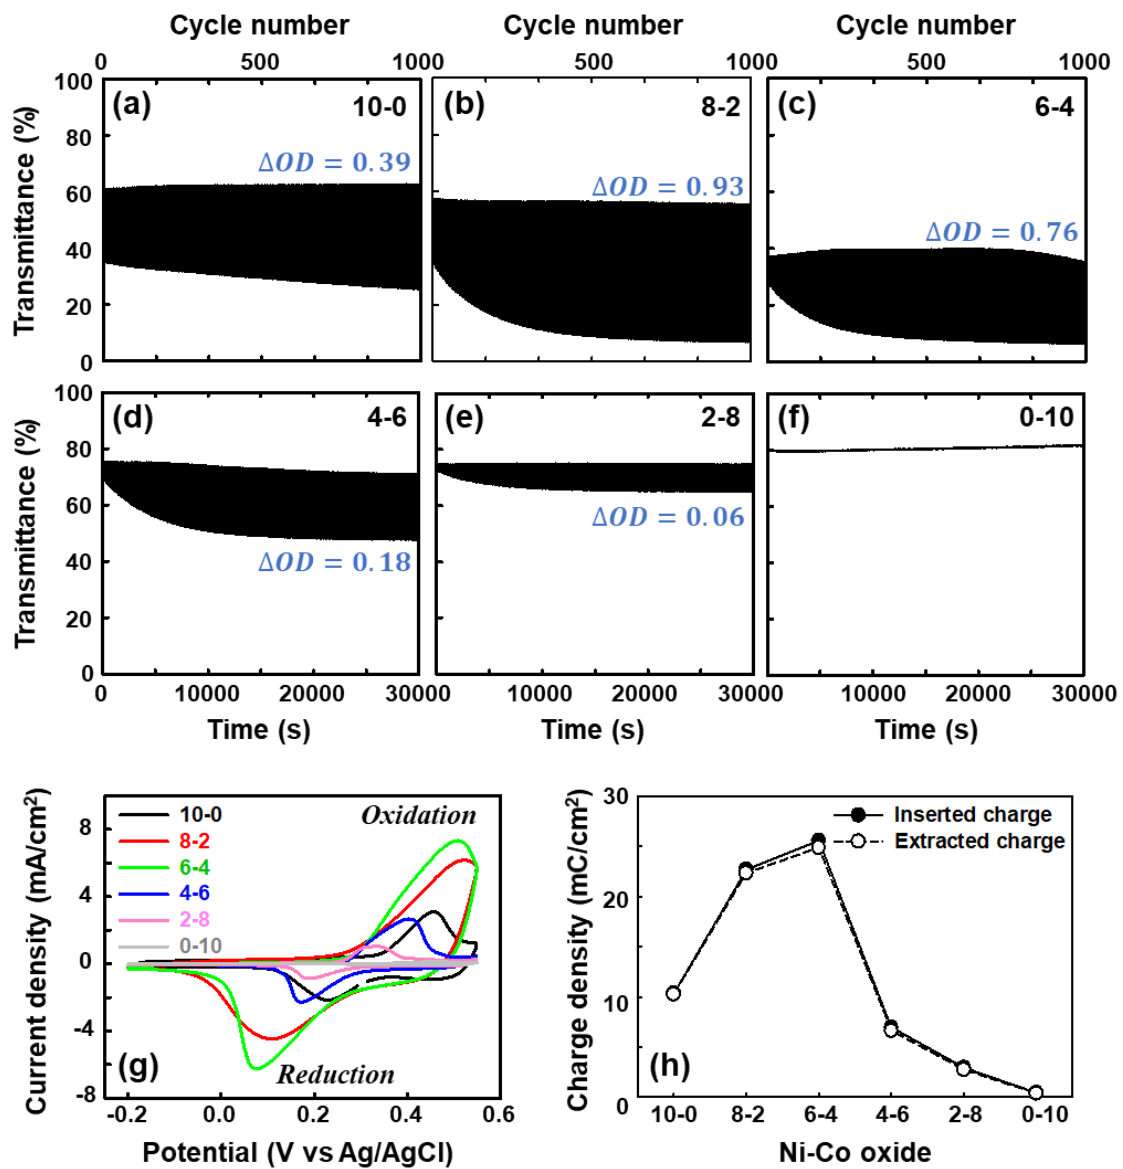 Cycle number Cycle number Cycle number
0 500 1000 500 1000 500 1000
(a) 10-0 (b) 8-2 (c) 6-4
Transmittance (%)
100
80
60
40
20
0
ΔOD = 0.39
ΔOD = 0.93
ΔOD = 0.76
(d) 4-6 (e) 2-8 (f) 0-10
Transmittance (%)
100
80
60
40
20
0
ΔOD = 0.18
ΔOD = 0.06
0 10000 20000 30000 10000 20000 30000 10000 20000 30000
Time (s) Time (s) Time (s)
(g)
Current density (mA/cm²)
8
4
0
-4
-8
10-0
8-2
6-4
4-6
2-8
0-10
Oxidation
Reduction
-0.2 0.0 0.2 0.4 0.6
Potential (V vs Ag/AgCl)
(h)
Charge density (mC/cm²)
30
20
10
0
Inserted charge
Extracted charge
10-0 8-2 6-4 4-6 2-8 0-10
Ni-Co oxide